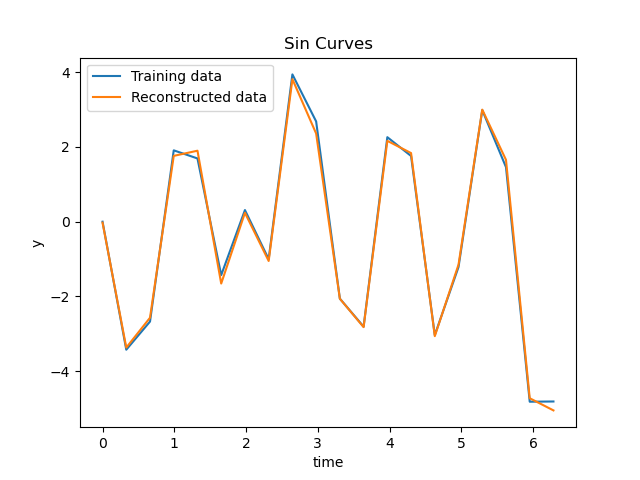 Sin Curves
Training data
Reconstructed data
4
2
0
−2
−4
y
0 1 2 3 4 5 6
time